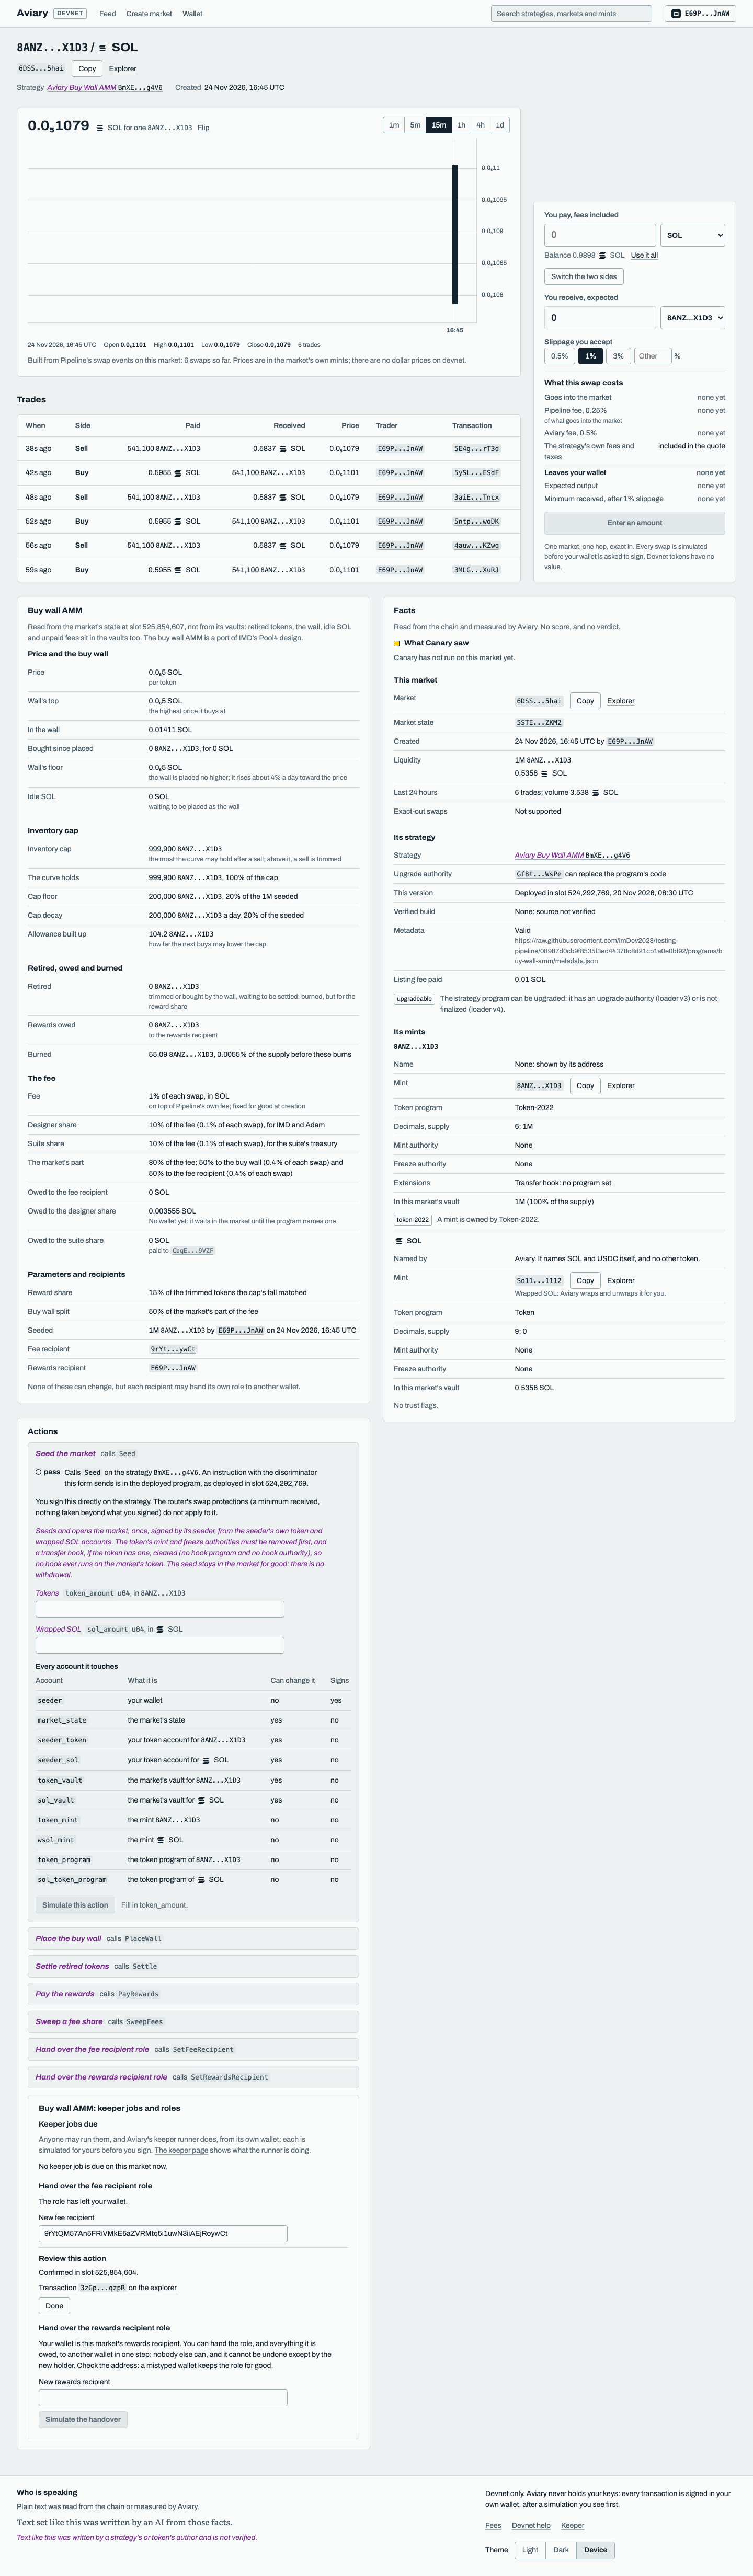 Aviary DEVNET Feed Create market Wallet Search strategies, markets and mints E69P...JnAW
8ANZ...X1D3 / SOL
6DSS...5hai Copy Explorer
Strategy Aviary Buy Wall AMM BmXE...g4V6 Created 24 Nov 2026, 16:45 UTC
0.0₅1079 SOL for one 8ANZ...X1D3 Flip
1m 5m 15m 1h 4h 1d
0.0₅11
0.0₅1095
0.0₅109
0.0₅1085
0.0₅108
16:45
24 Nov 2026, 16:45 UTC Open 0.0₅1101 High 0.0₅1101 Low 0.0₅1079 Close 0.0₅1079 6 trades
Built from Pipeline's swap events on this market: 6 swaps so far. Prices are in the market's own mints; there are no dollar prices on devnet.
You pay, fees included
0 SOL
Balance 0.9898 SOL Use it all
Switch the two sides
You receive, expected
0 8ANZ...X1D3
Slippage you accept
0.5% 1% 3% Other %
What this swap costs
Goes into the market none yet
Pipeline fee, 0.25% none yet
of what goes into the market
Aviary fee, 0.5% none yet
The strategy's own fees and taxes included in the quote
Leaves your wallet none yet
Expected output none yet
Minimum received, after 1% slippage none yet
Enter an amount
One market, one hop, exact in. Every swap is simulated
before your wallet is asked to sign. Devnet tokens have no
value.
Trades
When Side Paid Received Price Trader Transaction
38s ago Sell 541,100 8ANZ...X1D3 0.5837 SOL 0.0₅1079 E69P...JnAW 5E4g...rT3d
42s ago Buy 0.5955 SOL 541,100 8ANZ...X1D3 0.0₅1101 E69P...JnAW 5ySL...ESdF
48s ago Sell 541,100 8ANZ...X1D3 0.5837 SOL 0.0₅1079 E69P...JnAW 3aiE...Tncx
52s ago Buy 0.5955 SOL 541,100 8ANZ...X1D3 0.0₅1101 E69P...JnAW 5ntp...woDK
56s ago Sell 541,100 8ANZ...X1D3 0.5837 SOL 0.0₅1079 E69P...JnAW 4auw...KZwq
59s ago Buy 0.5955 SOL 541,100 8ANZ...X1D3 0.0₅1101 E69P...JnAW 3MLG...XuRJ
Buy wall AMM
Read from the market's state at slot 525,854,607, not from its vaults: retired tokens, the wall, idle SOL
and unpaid fees sit in the vaults too. The buy wall AMM is a port of IMD's Pool4 design.
Price and the buy wall
Price 0.0₅5 SOL
per token
Wall's top 0.0₅5 SOL
the highest price it buys at
In the wall 0.01411 SOL
Bought since placed 0 8ANZ...X1D3, for 0 SOL
Wall's floor 0.0₅5 SOL
the wall is placed no higher; it rises about 4% a day toward the price
Idle SOL 0 SOL
waiting to be placed as the wall
Inventory cap
Inventory cap 999,900 8ANZ...X1D3
the most the curve may hold after a sell; above it, a sell is trimmed
The curve holds 999,900 8ANZ...X1D3, 100% of the cap
Cap floor 200,000 8ANZ...X1D3, 20% of the 1M seeded
Cap decay 200,000 8ANZ...X1D3 a day, 20% of the seeded
Allowance built up 104.2 8ANZ...X1D3
how far the next buys may lower the cap
Retired, owed and burned
Retired 0 8ANZ...X1D3
trimmed or bought by the wall, waiting to be settled: burned, but for the
reward share
Rewards owed 0 8ANZ...X1D3
to the rewards recipient
Burned 55.09 8ANZ...X1D3, 0.0055% of the supply before these burns
The fee
Fee 1% of each swap, in SOL
on top of Pipeline's own fee; fixed for good at creation
Designer share 10% of the fee (0.1% of each swap), for IMD and Adam
Suite share 10% of the fee (0.1% of each swap), for the suite's treasury
The market's part 80% of the fee: 50% to the buy wall (0.4% of each swap) and
50% to the fee recipient (0.4% of each swap)
Owed to the fee recipient 0 SOL
Owed to the designer share 0.003555 SOL
No wallet yet: it waits in the market until the program names one
Owed to the suite share 0 SOL
paid to CbqE...9VZF
Parameters and recipients
Reward share 15% of the trimmed tokens the cap's fall matched
Buy wall split 50% of the market's part of the fee
Seeded 1M 8ANZ...X1D3 by E69P...JnAW on 24 Nov 2026, 16:45 UTC
Fee recipient 9rYt...ywCt
Rewards recipient E69P...JnAW
None of these can change, but each recipient may hand its own role to another wallet.
Facts
Read from the chain and measured by Aviary. No score, and no verdict.
What Canary saw
Canary has not run on this market yet.
This market
Market 6DSS...5hai Copy Explorer
Market state 5STE...ZKM2
Created 24 Nov 2026, 16:45 UTC by E69P...JnAW
Liquidity 1M 8ANZ...X1D3
0.5356 SOL
Last 24 hours 6 trades; volume 3.538 SOL
Exact-out swaps Not supported
Its strategy
Strategy Aviary Buy Wall AMM BmXE...g4V6
Upgrade authority Gf8t...WsPe can replace the program's code
This version Deployed in slot 524,292,769, 20 Nov 2026, 08:30 UTC
Verified build None: source not verified
Metadata Valid
https://raw.githubusercontent.com/imDev2023/testing-
pipeline/08987d0cb9f8535f3ed44378c8d21cb1a0e0bf92/programs/b
uy-wall-amm/metadata.json
Listing fee paid 0.01 SOL
upgradeable The strategy program can be upgraded: it has an upgrade authority (loader v3) or is not
finalized (loader v4).
Its mints
8ANZ...X1D3
Name None: shown by its address
Mint 8ANZ...X1D3 Copy Explorer
Token program Token-2022
Decimals, supply 6; 1M
Mint authority None
Freeze authority None
Extensions Transfer hook: no program set
In this market's vault 1M (100% of the supply)
token-2022 A mint is owned by Token-2022.
SOL
Named by Aviary. It names SOL and USDC itself, and no other token.
Mint So11...1112 Copy Explorer
Wrapped SOL: Aviary wraps and unwraps it for you.
Token program Token
Decimals, supply 9; 0
Mint authority None
Freeze authority None
In this market's vault 0.5356 SOL
No trust flags.
Actions
Seed the market calls Seed
pass Calls Seed on the strategy BmXE...g4V6. An instruction with the discriminator
this form sends is in the deployed program, as deployed in slot 524,292,769.
You sign this directly on the strategy. The router's swap protections (a minimum received,
nothing taken beyond what you signed) do not apply to it.
Seeds and opens the market, once, signed by its seeder, from the seeder's own token and
wrapped SOL accounts. The token's mint and freeze authorities must be removed first, and
a transfer hook, if the token has one, cleared (no hook program and no hook authority), so
no hook ever runs on the market's token. The seed stays in the market for good: there is no
withdrawal.
Tokens token_amount u64, in 8ANZ...X1D3
Wrapped SOL sol_amount u64, in SOL
Every account it touches
Account What it is Can change it Signs
seeder your wallet no yes
market_state the market's state yes no
seeder_token your token account for 8ANZ...X1D3 yes no
seeder_sol your token account for SOL yes no
token_vault the market's vault for 8ANZ...X1D3 yes no
sol_vault the market's vault for SOL yes no
token_mint the mint 8ANZ...X1D3 no no
wsol_mint the mint SOL no no
token_program the token program of 8ANZ...X1D3 no no
sol_token_program the token program of SOL no no
Simulate this action Fill in token_amount.
Place the buy wall calls PlaceWall
Settle retired tokens calls Settle
Pay the rewards calls PayRewards
Sweep a fee share calls SweepFees
Hand over the fee recipient role calls SetFeeRecipient
Hand over the rewards recipient role calls SetRewardsRecipient
Buy wall AMM: keeper jobs and roles
Keeper jobs due
Anyone may run them, and Aviary's keeper runner does, from its own wallet; each is
simulated for yours before you sign. The keeper page shows what the runner is doing.
No keeper job is due on this market now.
Hand over the fee recipient role
The role has left your wallet.
New fee recipient
9rYtQM57An5FRiVMkE5aZVRMtq5i1uwN3iiAEjRoywCt
Review this action
Confirmed in slot 525,854,604.
Transaction 3zGp...qzpR on the explorer
Done
Hand over the rewards recipient role
Your wallet is this market's rewards recipient. You can hand the role, and everything it is
owed, to another wallet in one step; nobody else can, and it cannot be undone except by the
new holder. Check the address: a mistyped wallet keeps the role for good.
New rewards recipient
Simulate the handover
Who is speaking
Plain text was read from the chain or measured by Aviary.
Text set like this was written by an AI from those facts.
Text like this was written by a strategy's or token's author and is not verified.
Devnet only. Aviary never holds your keys: every transaction is signed in your
own wallet, after a simulation you see first.
Fees Devnet help Keeper
Theme Light Dark Device